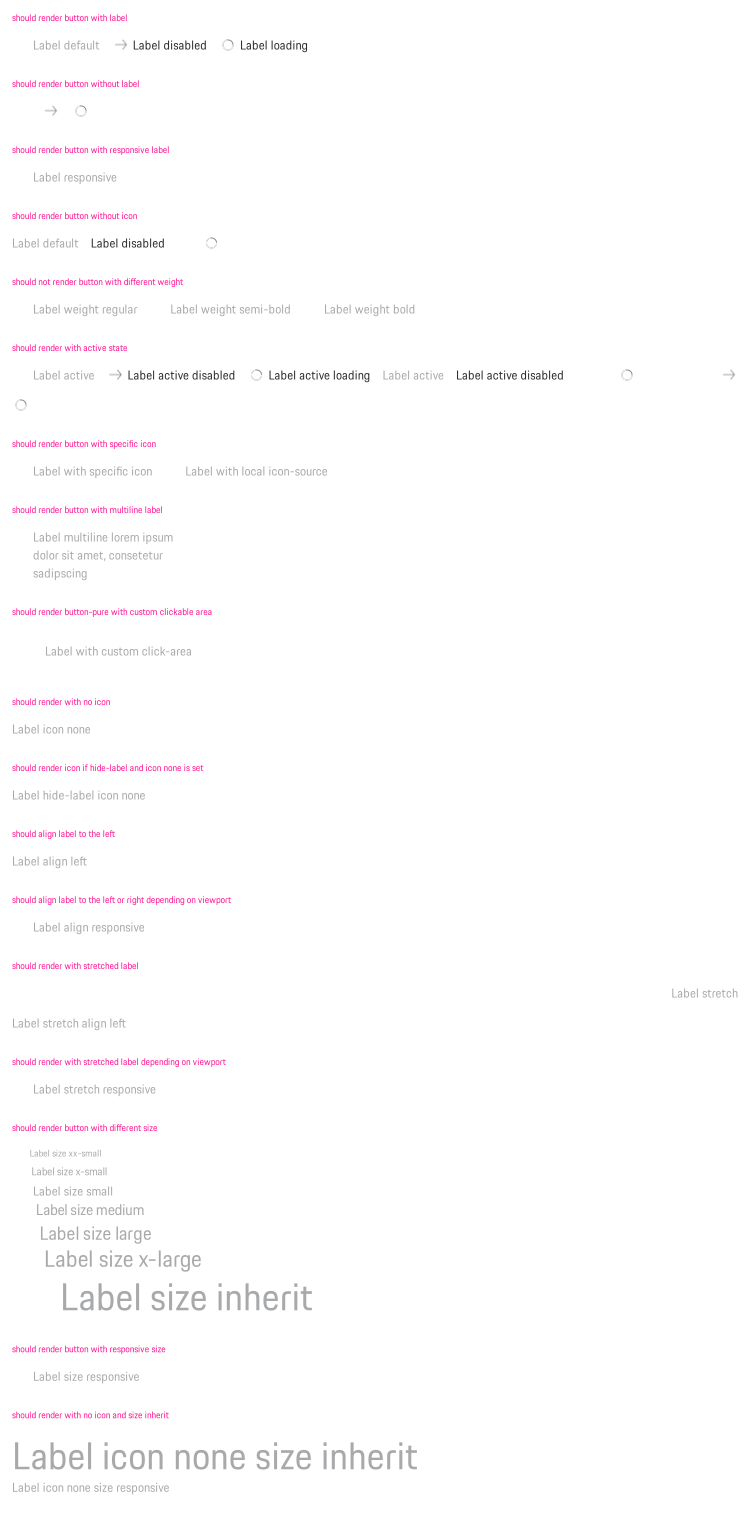 should render button with label
Label default Label disabled Label loading
should render button without label
should render button with responsive label
Label responsive
should render button without icon
Label default Label disabled
should not render button with different weight
Label weight regular Label weight semi-bold Label weight bold
should render with active state
Label active Label active disabled Label active loading Label active Label active disabled
should render button with specific icon
Label with specific icon Label with local icon-source
should render button with multiline label
Label multiline lorem ipsum
dolor sit amet, consetetur
sadipscing
should render button-pure with custom clickable area
Label with custom click-area
should render with no icon
Label icon none
should render icon if hide-label and icon none is set
Label hide-label icon none
should align label to the left
Label align left
should align label to the left or right depending on viewport
Label align responsive
should render with stretched label
Label stretch
Label stretch align left
should render with stretched label depending on viewport
Label stretch responsive
should render button with different size
Label size xx-small
Label size x-small
Label size small
Label size medium
Label size large
Label size x-large
Label size inherit
should render button with responsive size
Label size responsive
should render with no icon and size inherit
Label icon none size inherit
Label icon none size responsive